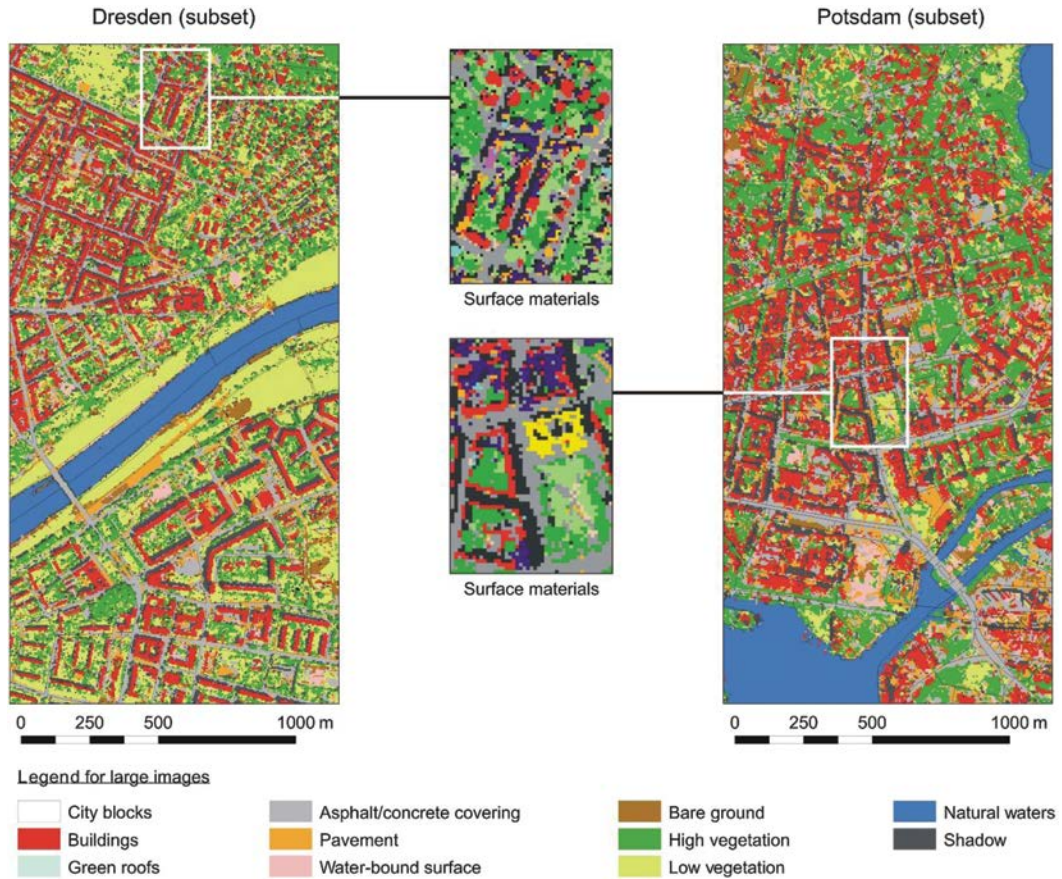 Dresden (subset)
Potsdam (subset)
Surface materials
Surface materials
0 250 500 1000 m
0 250 500 1000 m
Legend for large images
City blocks
Buildings
Green roofs
Asphalt/concrete covering
Pavement
Water-bound surface
Bare ground
High vegetation
Low vegetation
Natural waters
Shadow